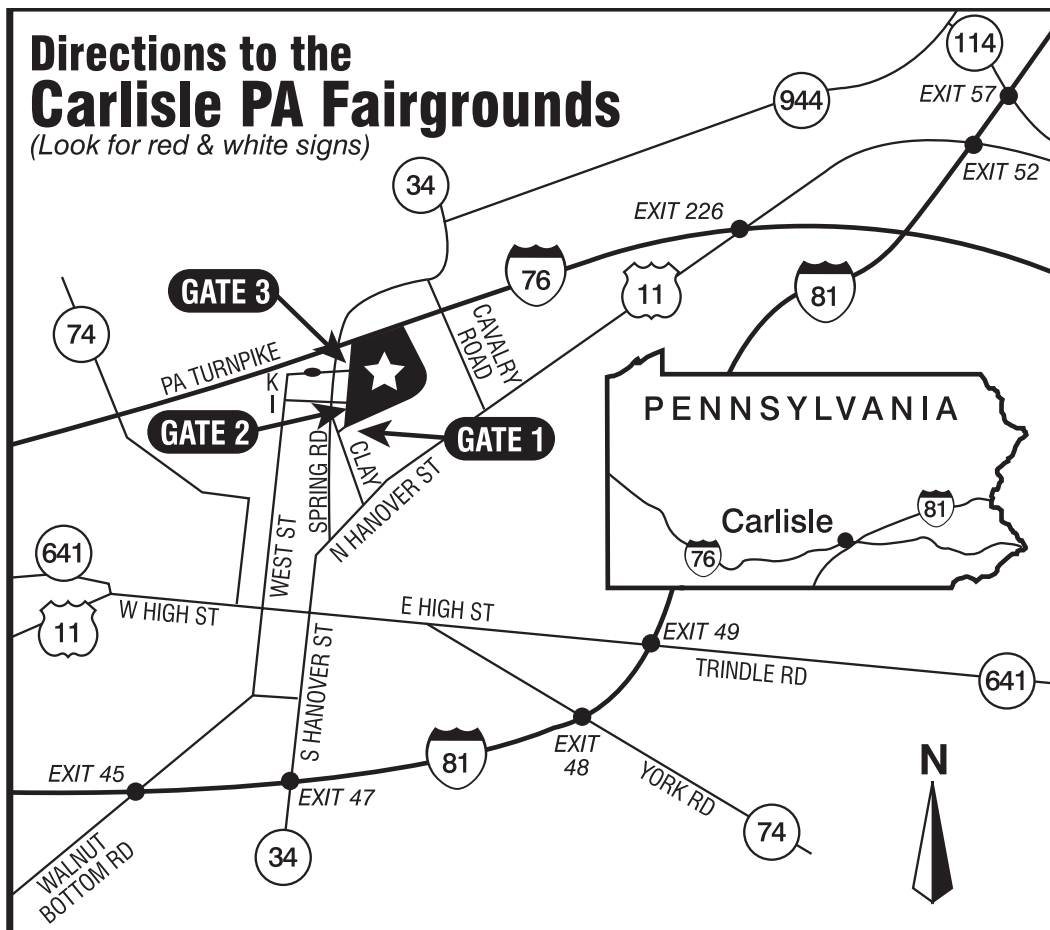 Directions to the
Carlisle PA Fairgrounds
(Look for red & white signs)
114
944
EXIT 57
EXIT 52
34
EXIT 226
76
11
81
GATE 3
74
CAVALRY
ROAD
PA TURNPIKE
K
I
GATE 2
GATE 1
SPRING RD
CLAY
N HANOVER ST
WEST ST
PENNSYLVANIA
Carlisle
81
76
641
11
W HIGH ST
E HIGH ST
EXIT 49
TRINDLE RD
641
S HANOVER ST
81
EXIT
48
YORK RD
74
EXIT 45
EXIT 47
34
WALNUT
BOTTOM RD
N